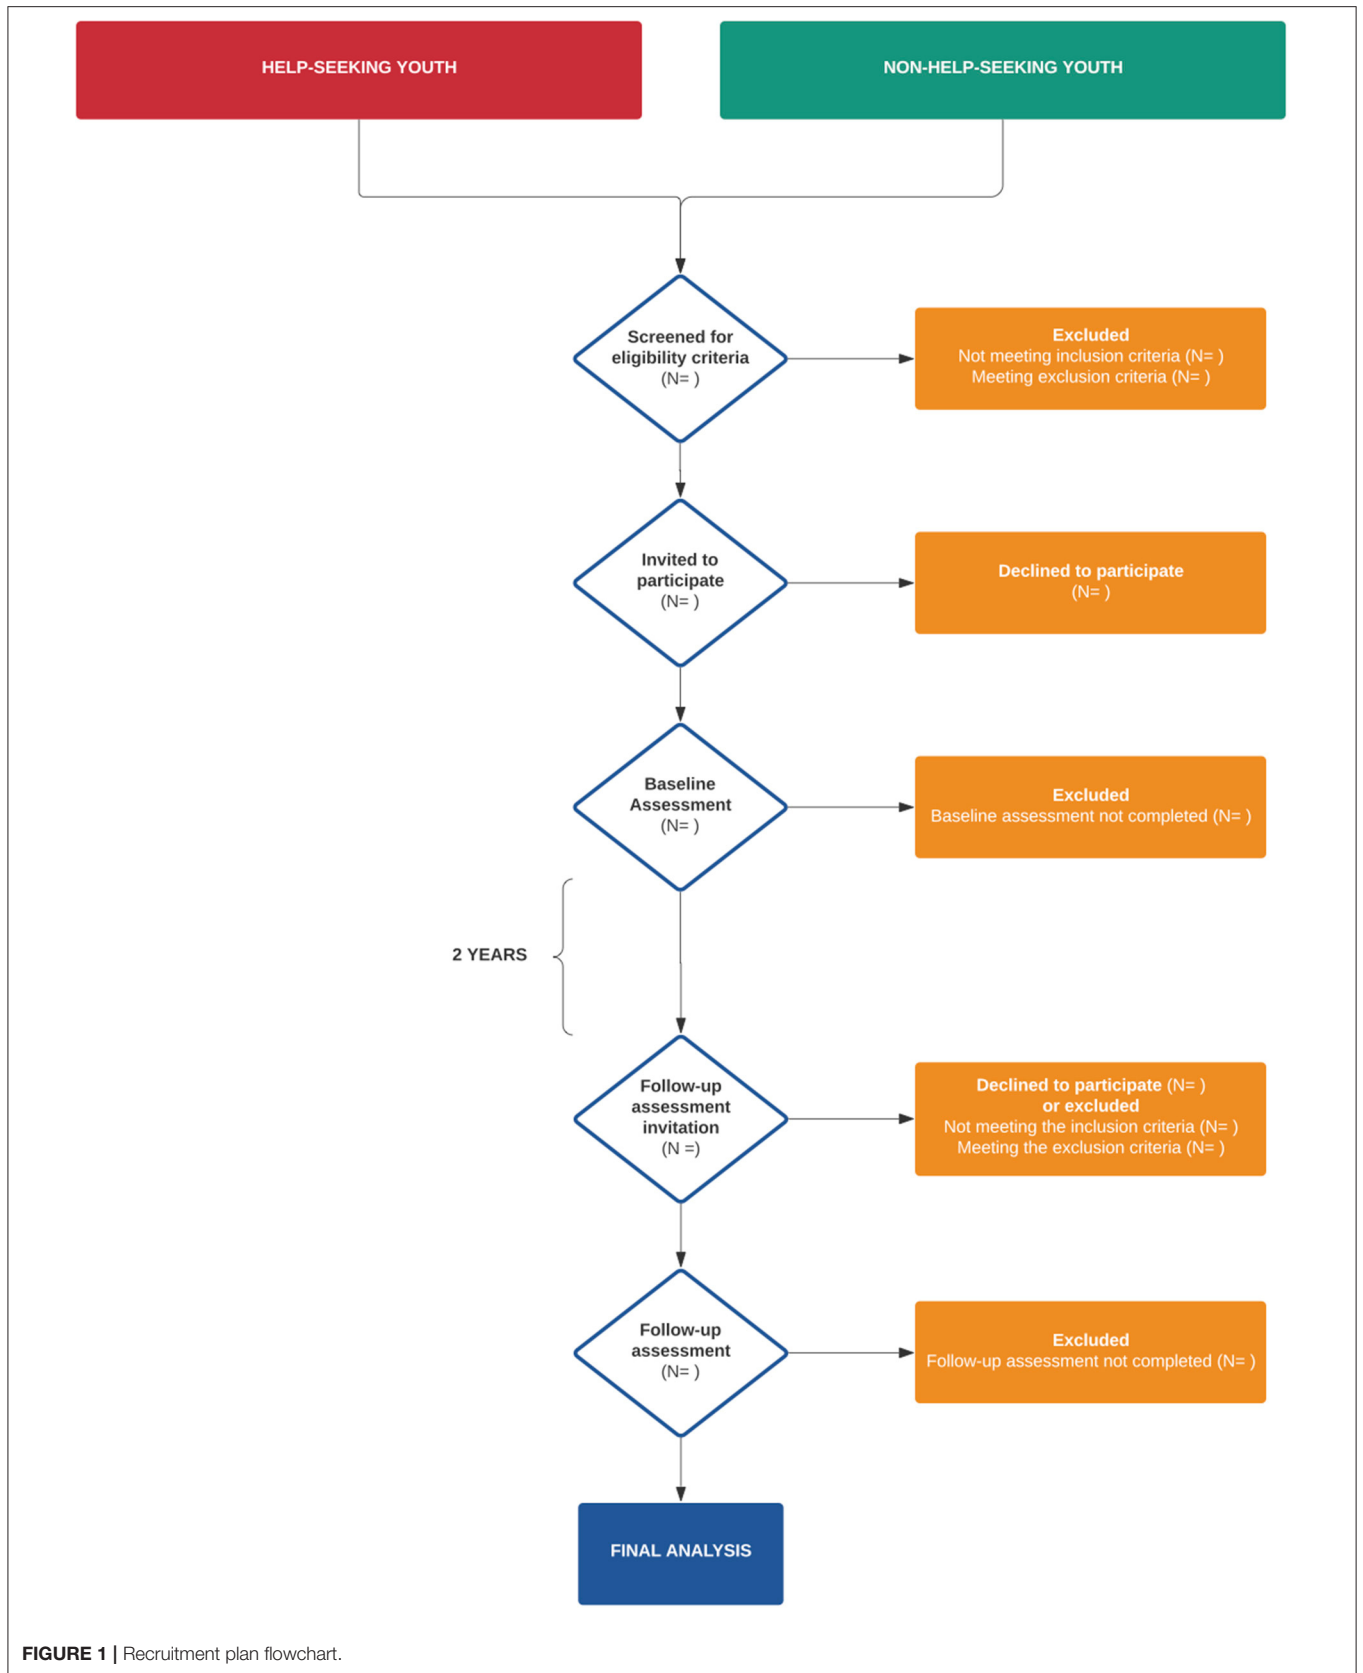 HELP-SEEKING YOUTH
NON-HELP-SEEKING YOUTH
Screened for
eligibility criteria
(N= )
Excluded
Not meeting inclusion criteria (N= )
Meeting exclusion criteria (N= )
Invited to
participate
(N= )
Declined to participate
(N= )
Baseline
Assessment
(N= )
Excluded
Baseline assessment not completed (N= )
2 YEARS
Follow-up
assessment
invitation
(N =)
Declined to participate (N= )
or excluded
Not meeting the inclusion criteria (N= )
Meeting the exclusion criteria (N= )
Follow-up
assessment
(N= )
Excluded
Follow-up assessment not completed (N= )
FINAL ANALYSIS
FIGURE 1 | Recruitment plan flowchart.